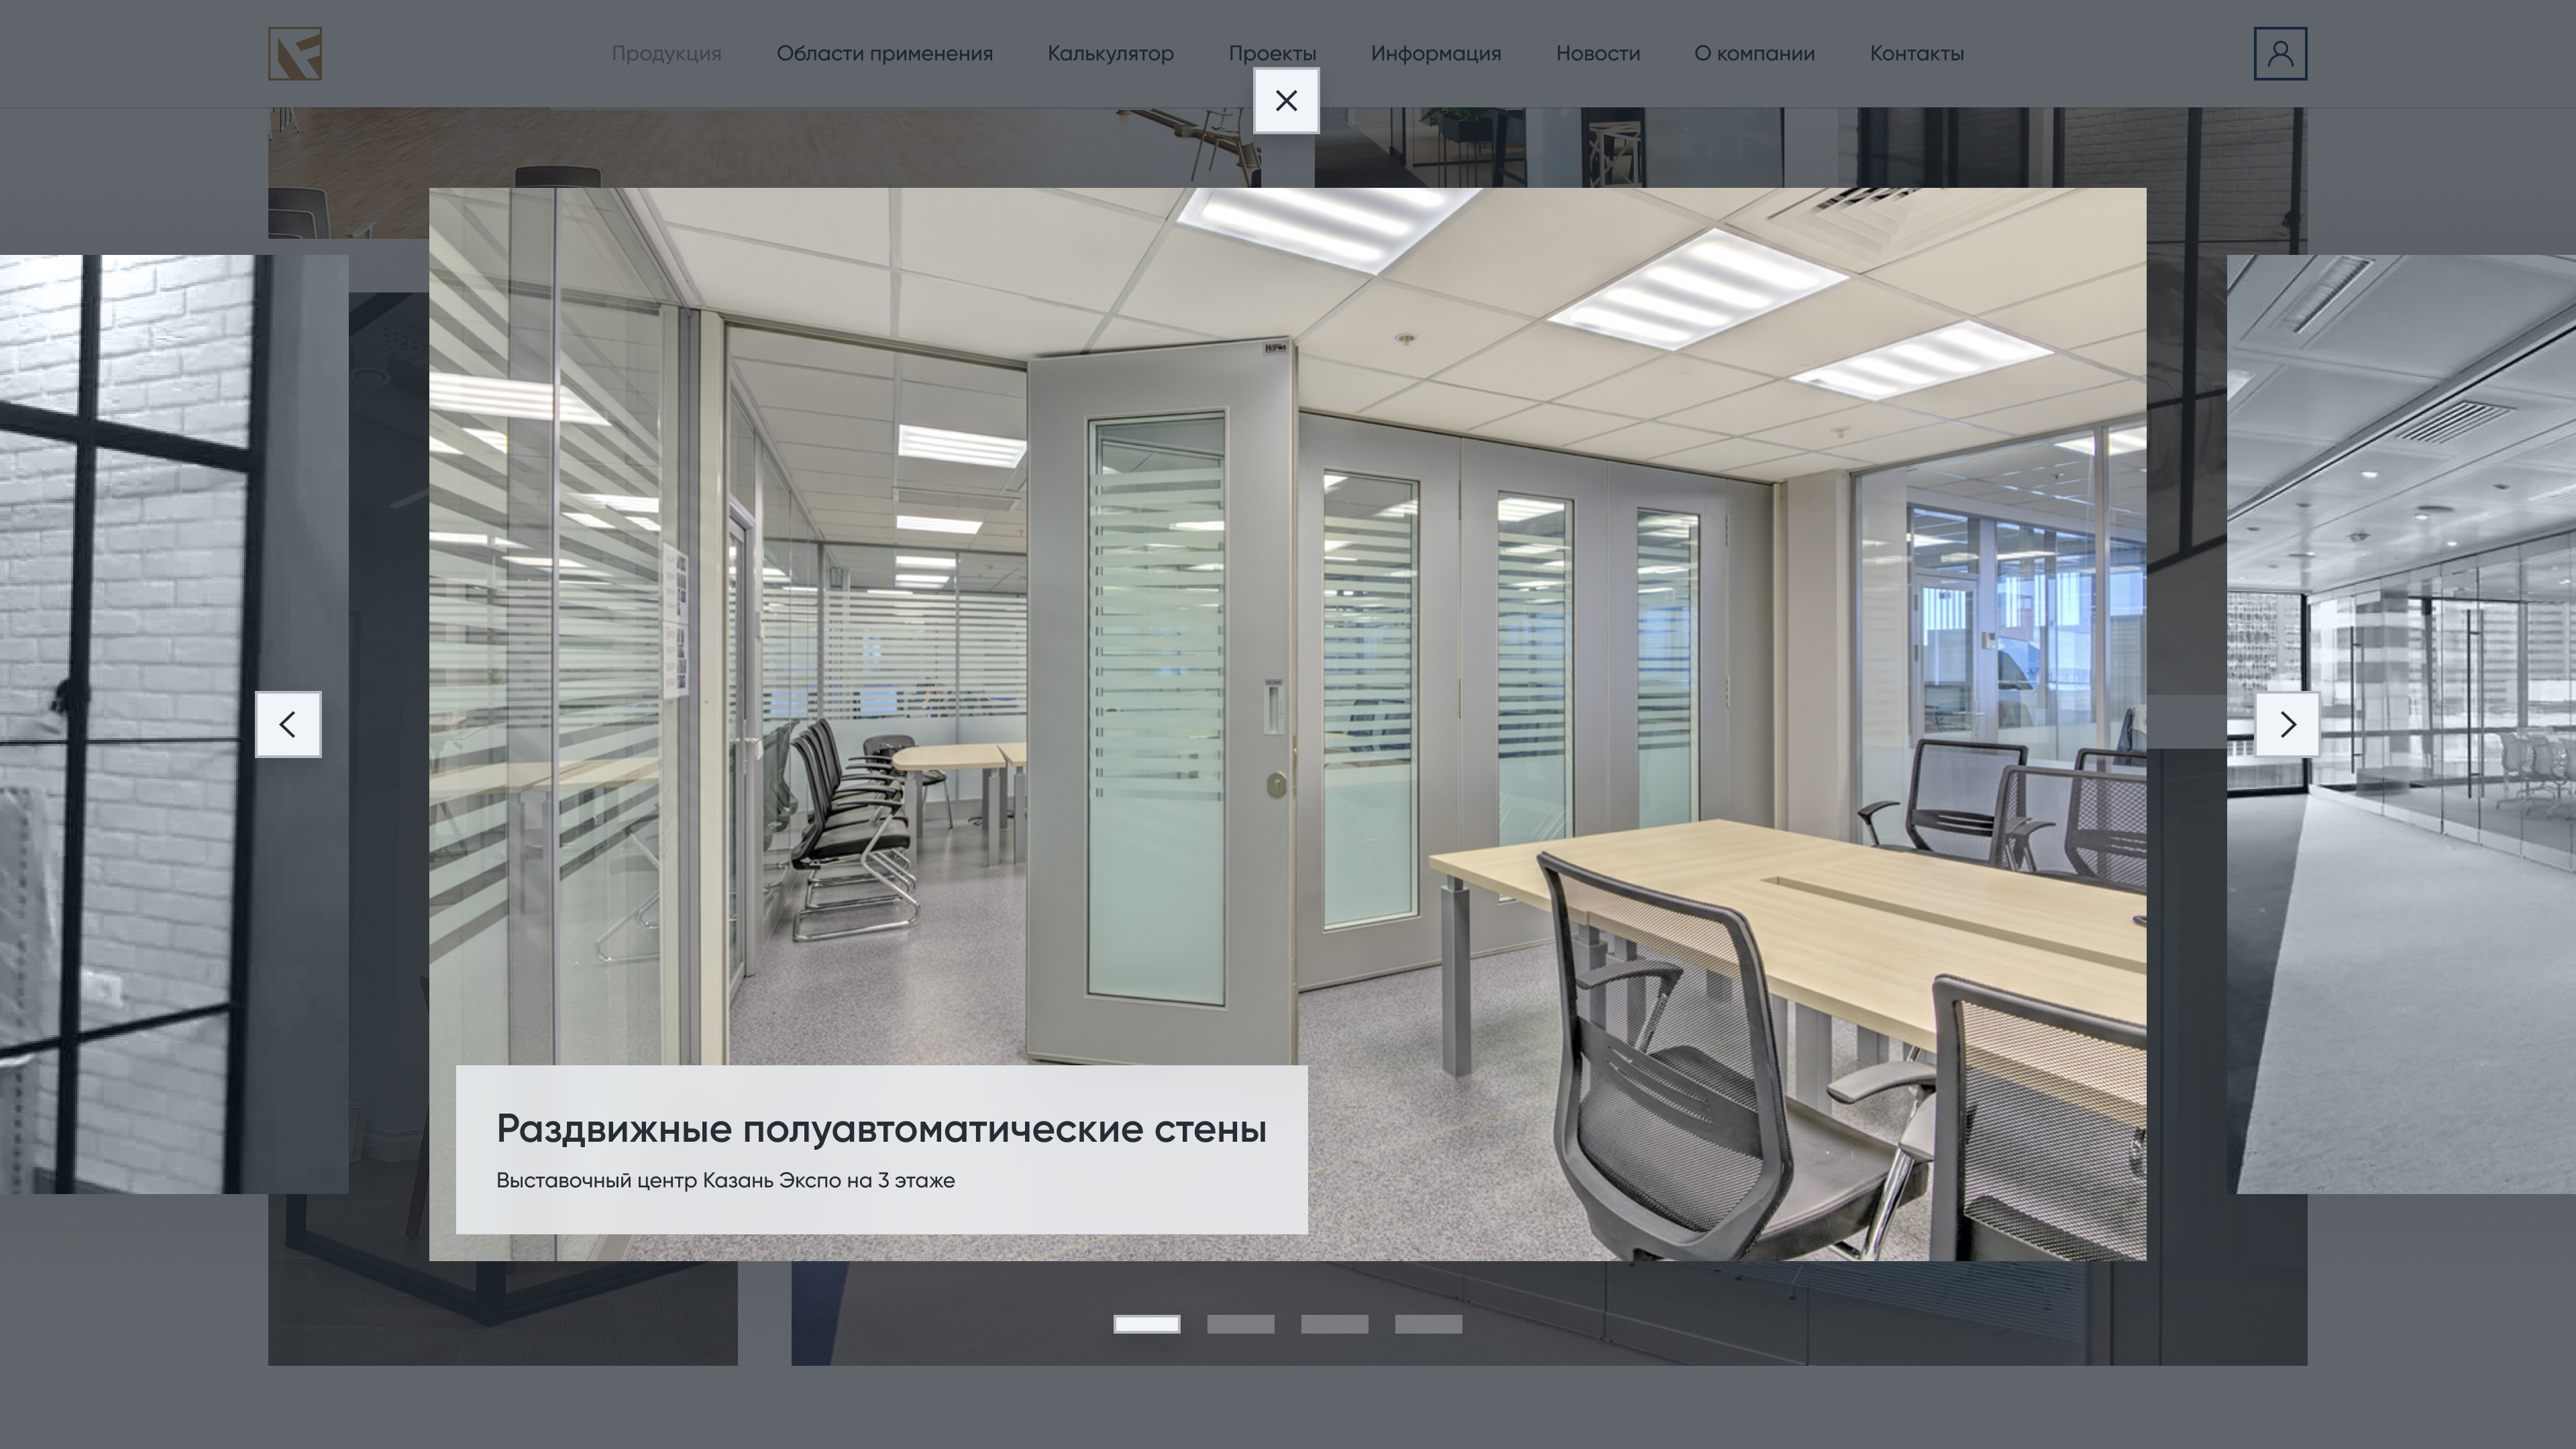 Продукция
Области применения
Калькулятор
Проекты
Информация
Новости
О компании
Контакты
Раздвижные полуавтоматические стены
Выставочный центр Казань Экспо на 3 этаже